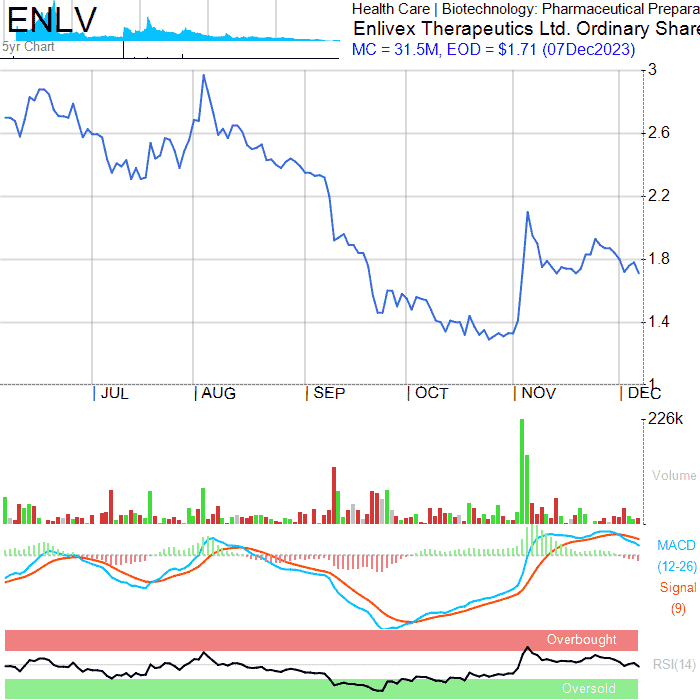 ENLV
5yr Chart
Health Care | Biotechnology: Pharmaceutical Prepara
Enlivex Therapeutics Ltd. Ordinary Share
MC = 31.5M, EOD = $1.71 (07Dec2023)
3
2.6
2.2
1.8
1.4
1
JUL AUG SEP OCT NOV DEC
226k
Volume
MACD
(12-26)
Signal
(9)
Overbought
RSI(14)
Oversold